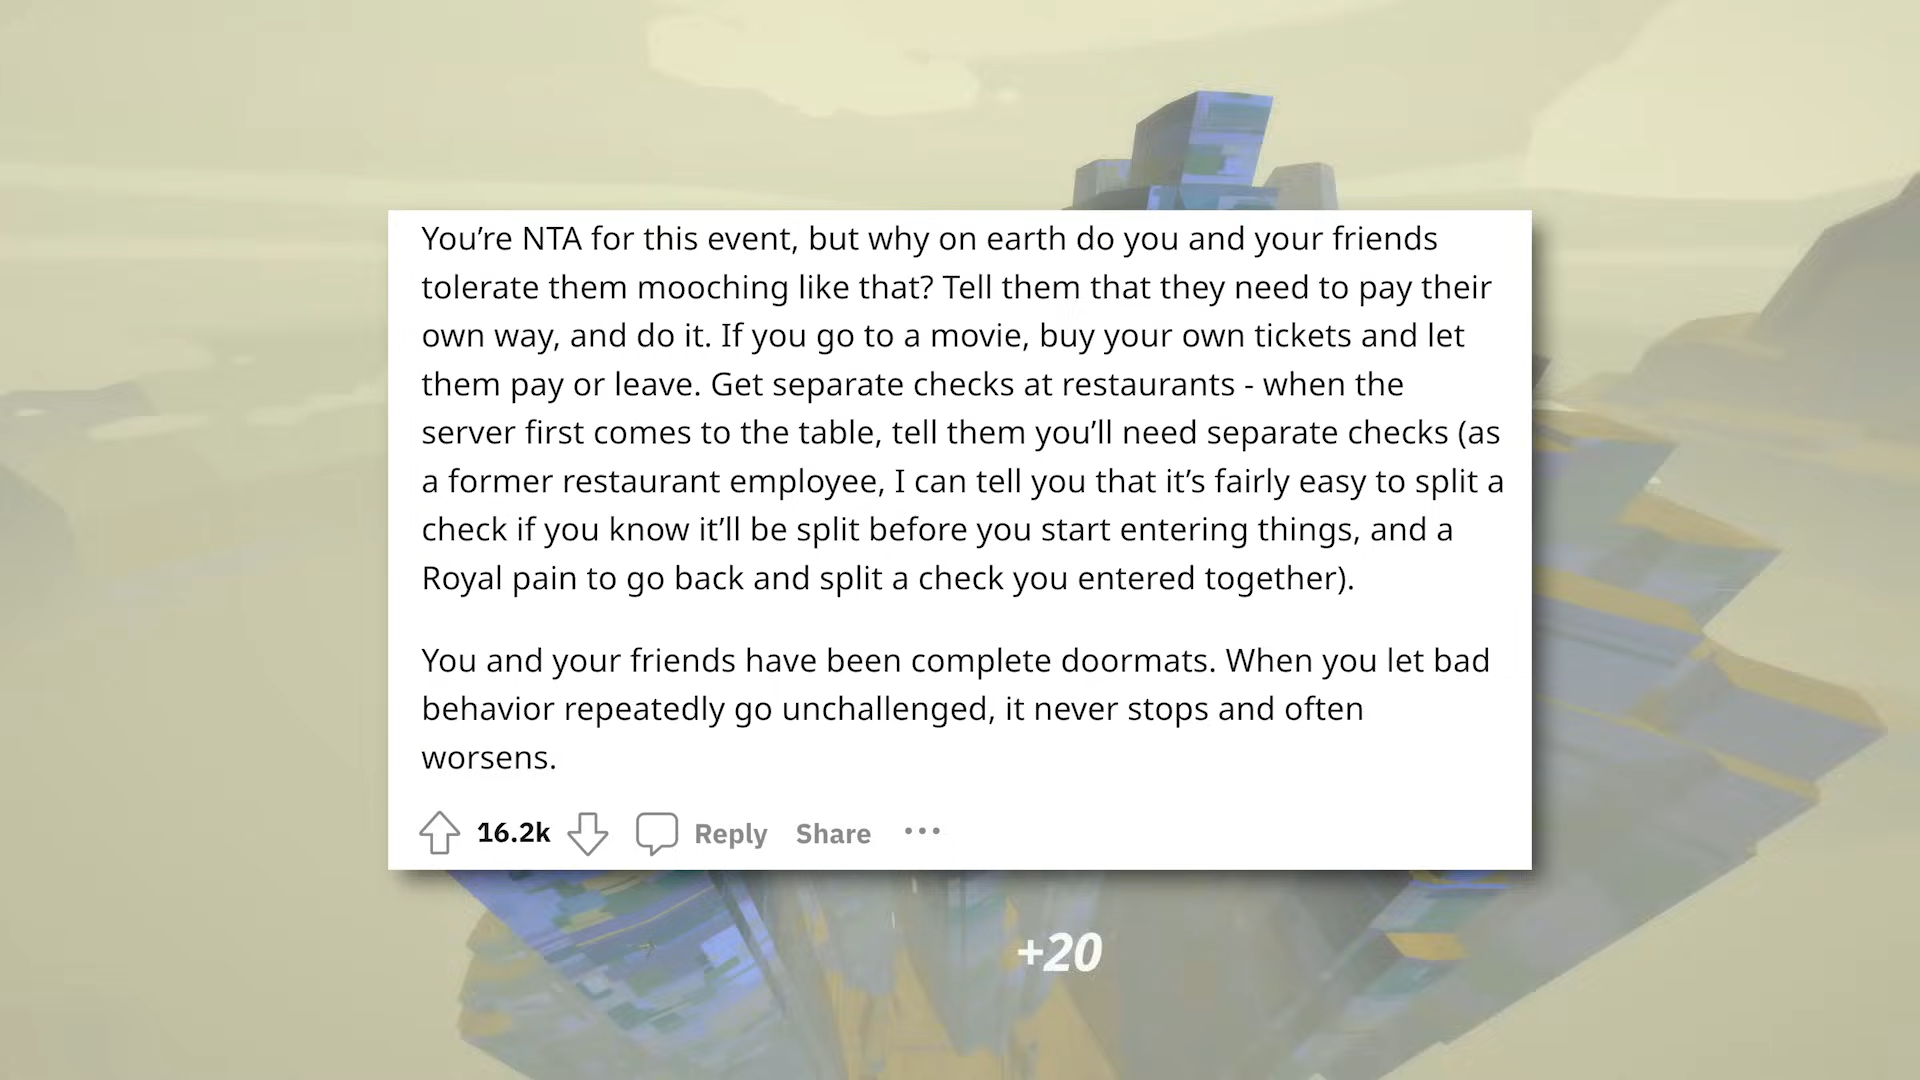 You’re NTA for this event, but why on earth do you and your friends
tolerate them mooching like that? Tell them that they need to pay their
own way, and do it. If you go to a movie, buy your own tickets and let
them pay or leave. Get separate checks at restaurants - when the
server first comes to the table, tell them you’ll need separate checks (as
a former restaurant employee, I can tell you that it’s fairly easy to split a
check if you know it’ll be split before you start entering things, and a
Royal pain to go back and split a check you entered together).
You and your friends have been complete doormats. When you let bad
behavior repeatedly go unchallenged, it never stops and often
worsens.
16.2k Reply Share •••
+20